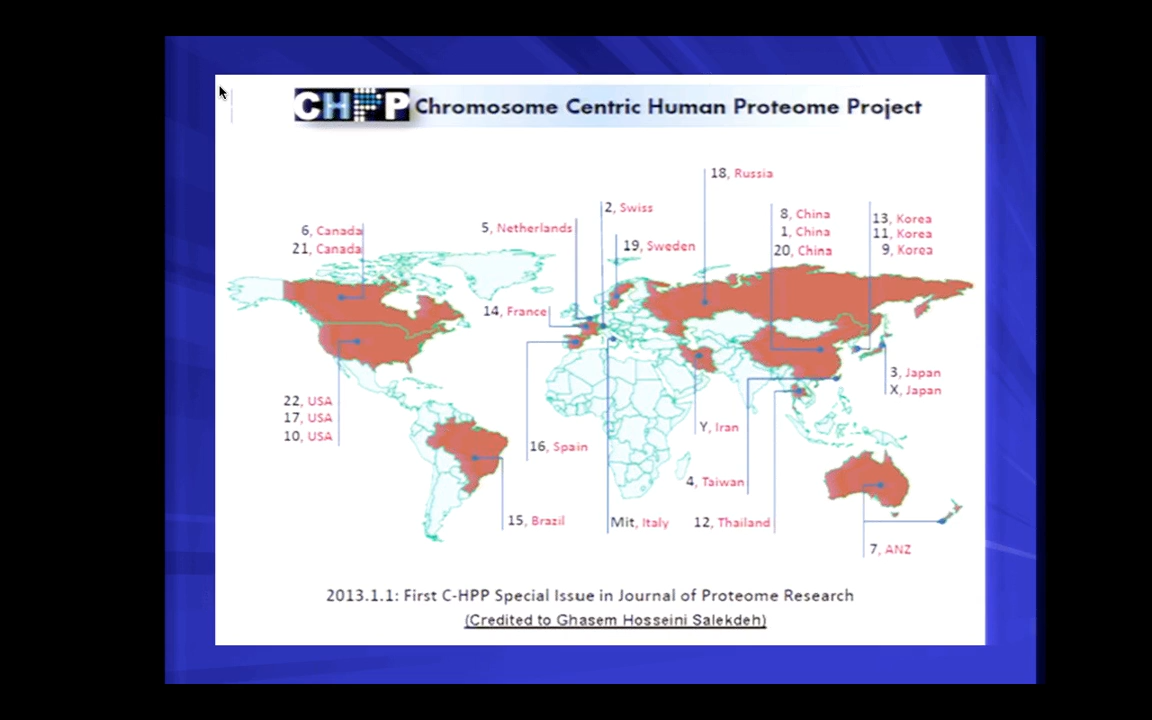 CHPP Chromosome Centric Human Proteome Project
18, Russia
2, Swiss
8, China
1, China
20, China
13, Korea
11, Korea
9, Korea
6, Canada
21, Canada
5, Netherlands
19, Sweden
14, France
3, Japan
X, Japan
22, USA
17, USA
10, USA
Y, Iran
16, Spain
4, Taiwan
15, Brazil
Mit, Italy
12, Thailand
7, ANZ
2013.1.1: First C-HPP Special Issue in Journal of Proteome Research
(Credited to Ghasem Hosseini Salekdeh)